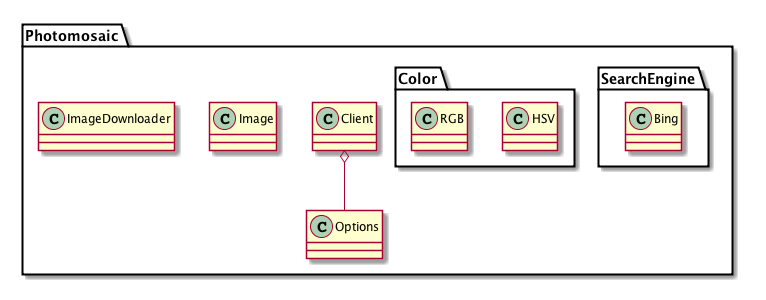 Photomosaic
Color
SearchEngine
C ImageDownloader
C Image
C Client
C RGB
C HSV
C Bing
C Options